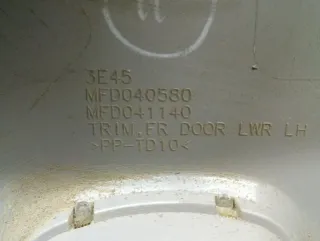 3E45
MFD040580
MFD041140
TRIM,FR DOOR LWR LH
>PP-TD10<